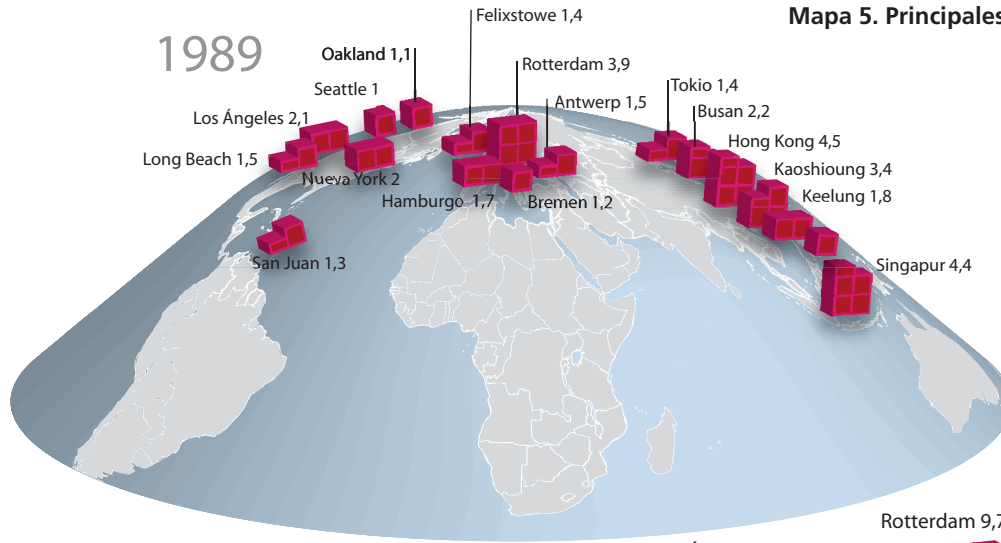 Mapa 5. Principales
1989
Felixstowe 1,4
Oakland 1,1
Rotterdam 3,9
Seattle 1
Tokio 1,4
Antwerp 1,5
Busan 2,2
Los Ángeles 2,1
Hong Kong 4,5
Long Beach 1,5
Kaoshioung 3,4
Nueva York 2
Keelung 1,8
Hamburgo 1,7
Bremen 1,2
San Juan 1,3
Singapur 4,4
Rotterdam 9,7